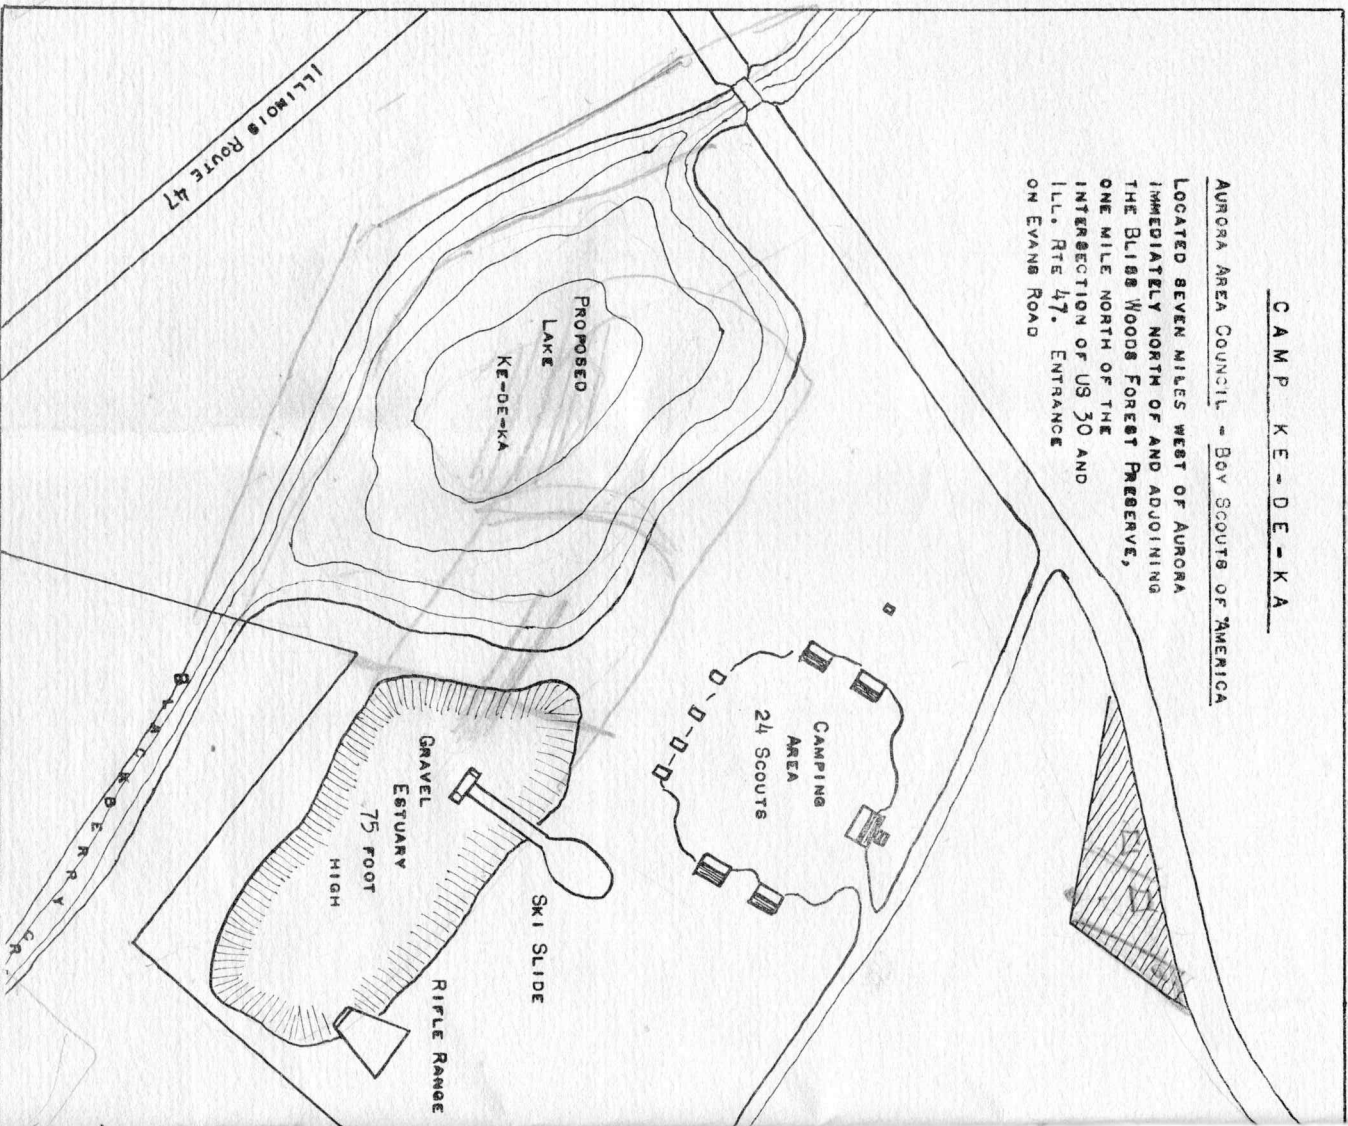 CAMP KE-DE-KA
AURORA AREA COUNCIL - BOY SCOUTS OF AMERICA
LOCATED SEVEN MILES WEST OF AURORA
IMMEDIATELY NORTH OF AND ADJOINING
THE BLISS WOODS FOREST PRESERVE,
ONE MILE NORTH OF THE
INTERSECTION OF US 30 AND
ILL. RTE 47. ENTRANCE
ON EVANS ROAD
ILLINOIS ROUTE 47
PROPOSED
LAKE
KE-DE-KA
CAMPING
AREA
24 SCOUTS
GRAVEL
ESTUARY
75 FOOT
HIGH
SKI SLIDE
RIFLE RANGE
BLACKBERRY CR